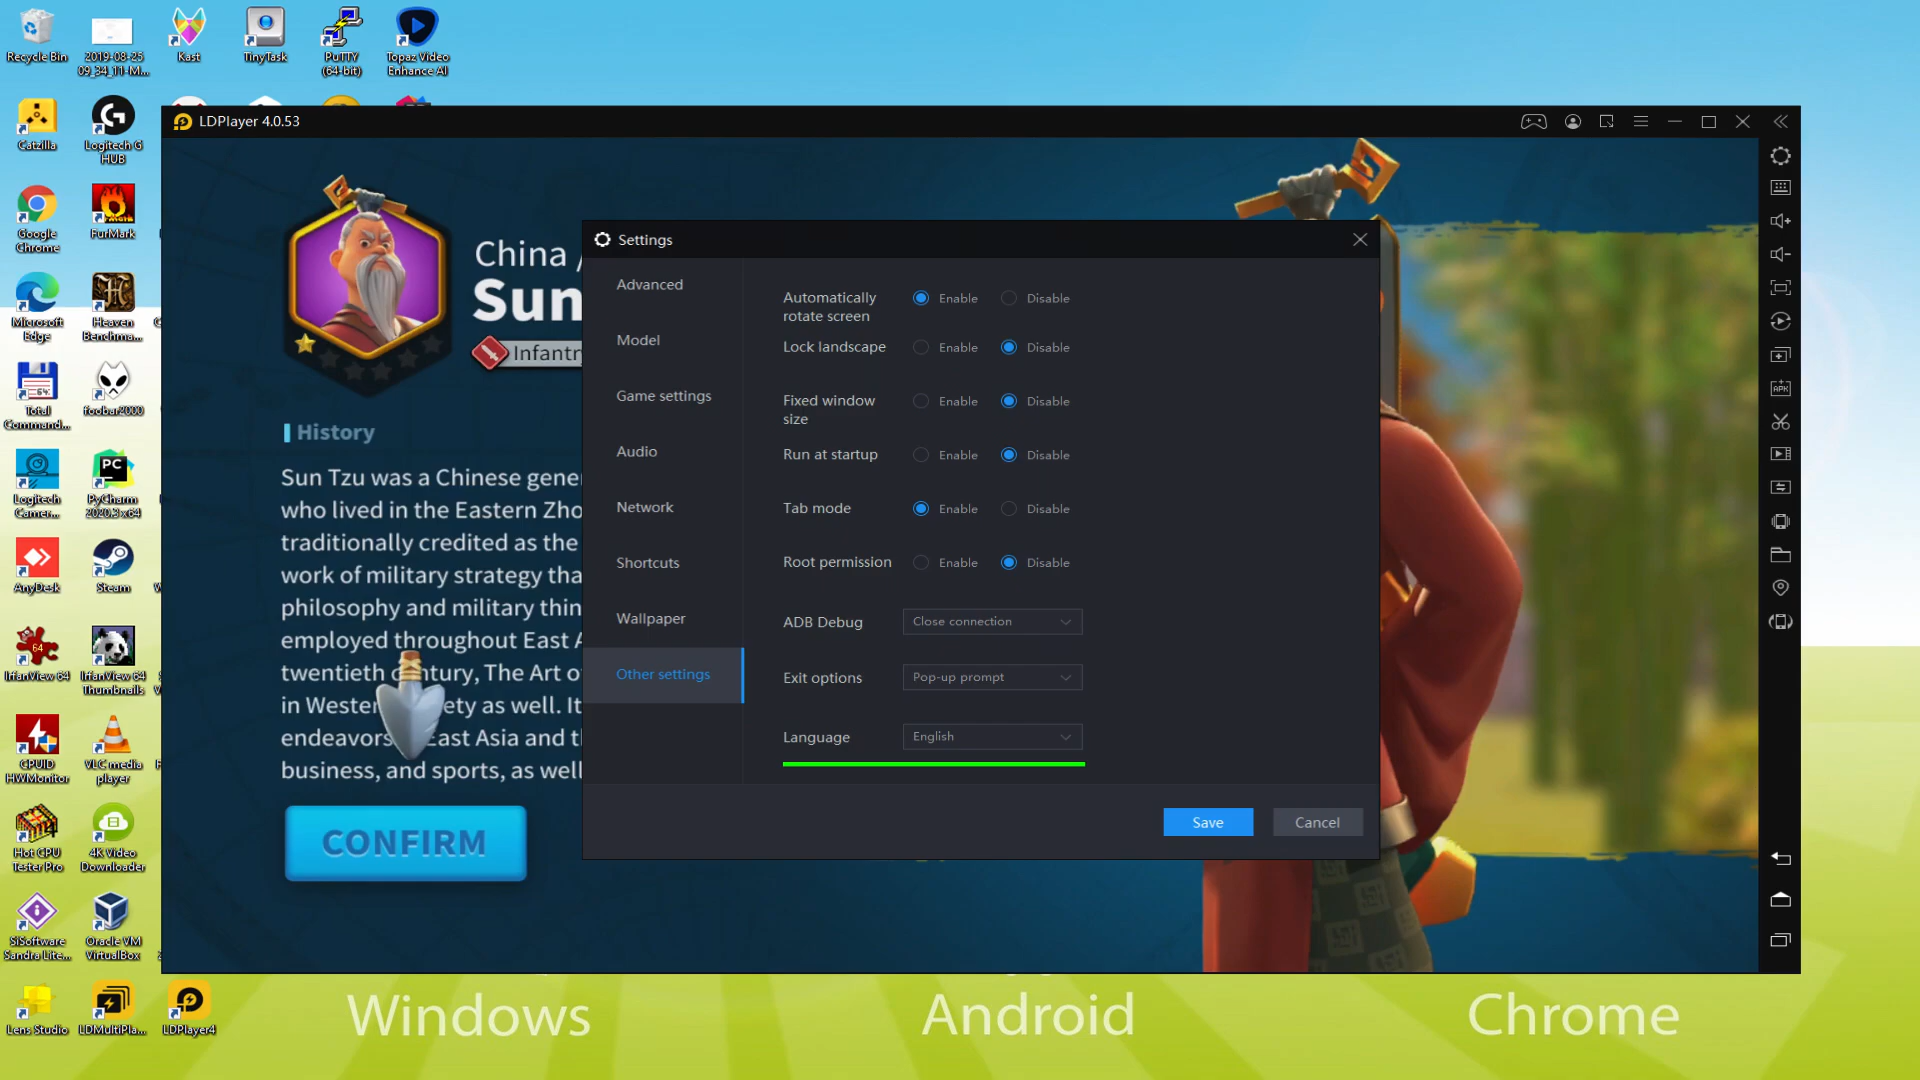 Recycle Bin
2019-08-25
09_34_11-M...
Kast
TinyTask
PuTTY
(64-bit)
Topaz Video
Enhance AI
Catzilla
Logitech G
HUB
LDPlayer 4.0.53
Google
Chrome
FurMark
China /
Sun
Infantr
Settings
Advanced
Model
Game settings
Audio
Network
Shortcuts
Wallpaper
Other settings
Automatically
rotate screen
Enable
Disable
Lock landscape
Enable
Disable
Fixed window
size
Enable
Disable
Run at startup
Enable
Disable
Tab mode
Enable
Disable
Root permission
Enable
Disable
ADB Debug
Close connection
Exit options
Pop-up prompt
Language
English
Save
Cancel
Microsoft
Edge
Heaven
Benchma...
Total
Command...
foobar2000
History
Sun Tzu was a Chinese gene
who lived in the Eastern Zho
traditionally credited as the
work of military strategy tha
philosophy and military thin
employed throughout East A
twentieth century, The Art o
in Wester ety as well. It
endeavors East Asia and t
business, and sports, as well
CONFIRM
Logitech
Camer...
PC
PyCharm
2020.3 x64
AnyDesk
Steam
64
IrfanView 64
IrfanView 64
Thumbnails
CPUID
HWMonitor
VLC media
player
Hot CPU
Tester Pro
4K Video
Downloader
SiSoftware
Sandra Lite...
Oracle VM
VirtualBox
Lens Studio
LDMultiPla...
LDPlayer4
APK
Windows
Android
Chrome